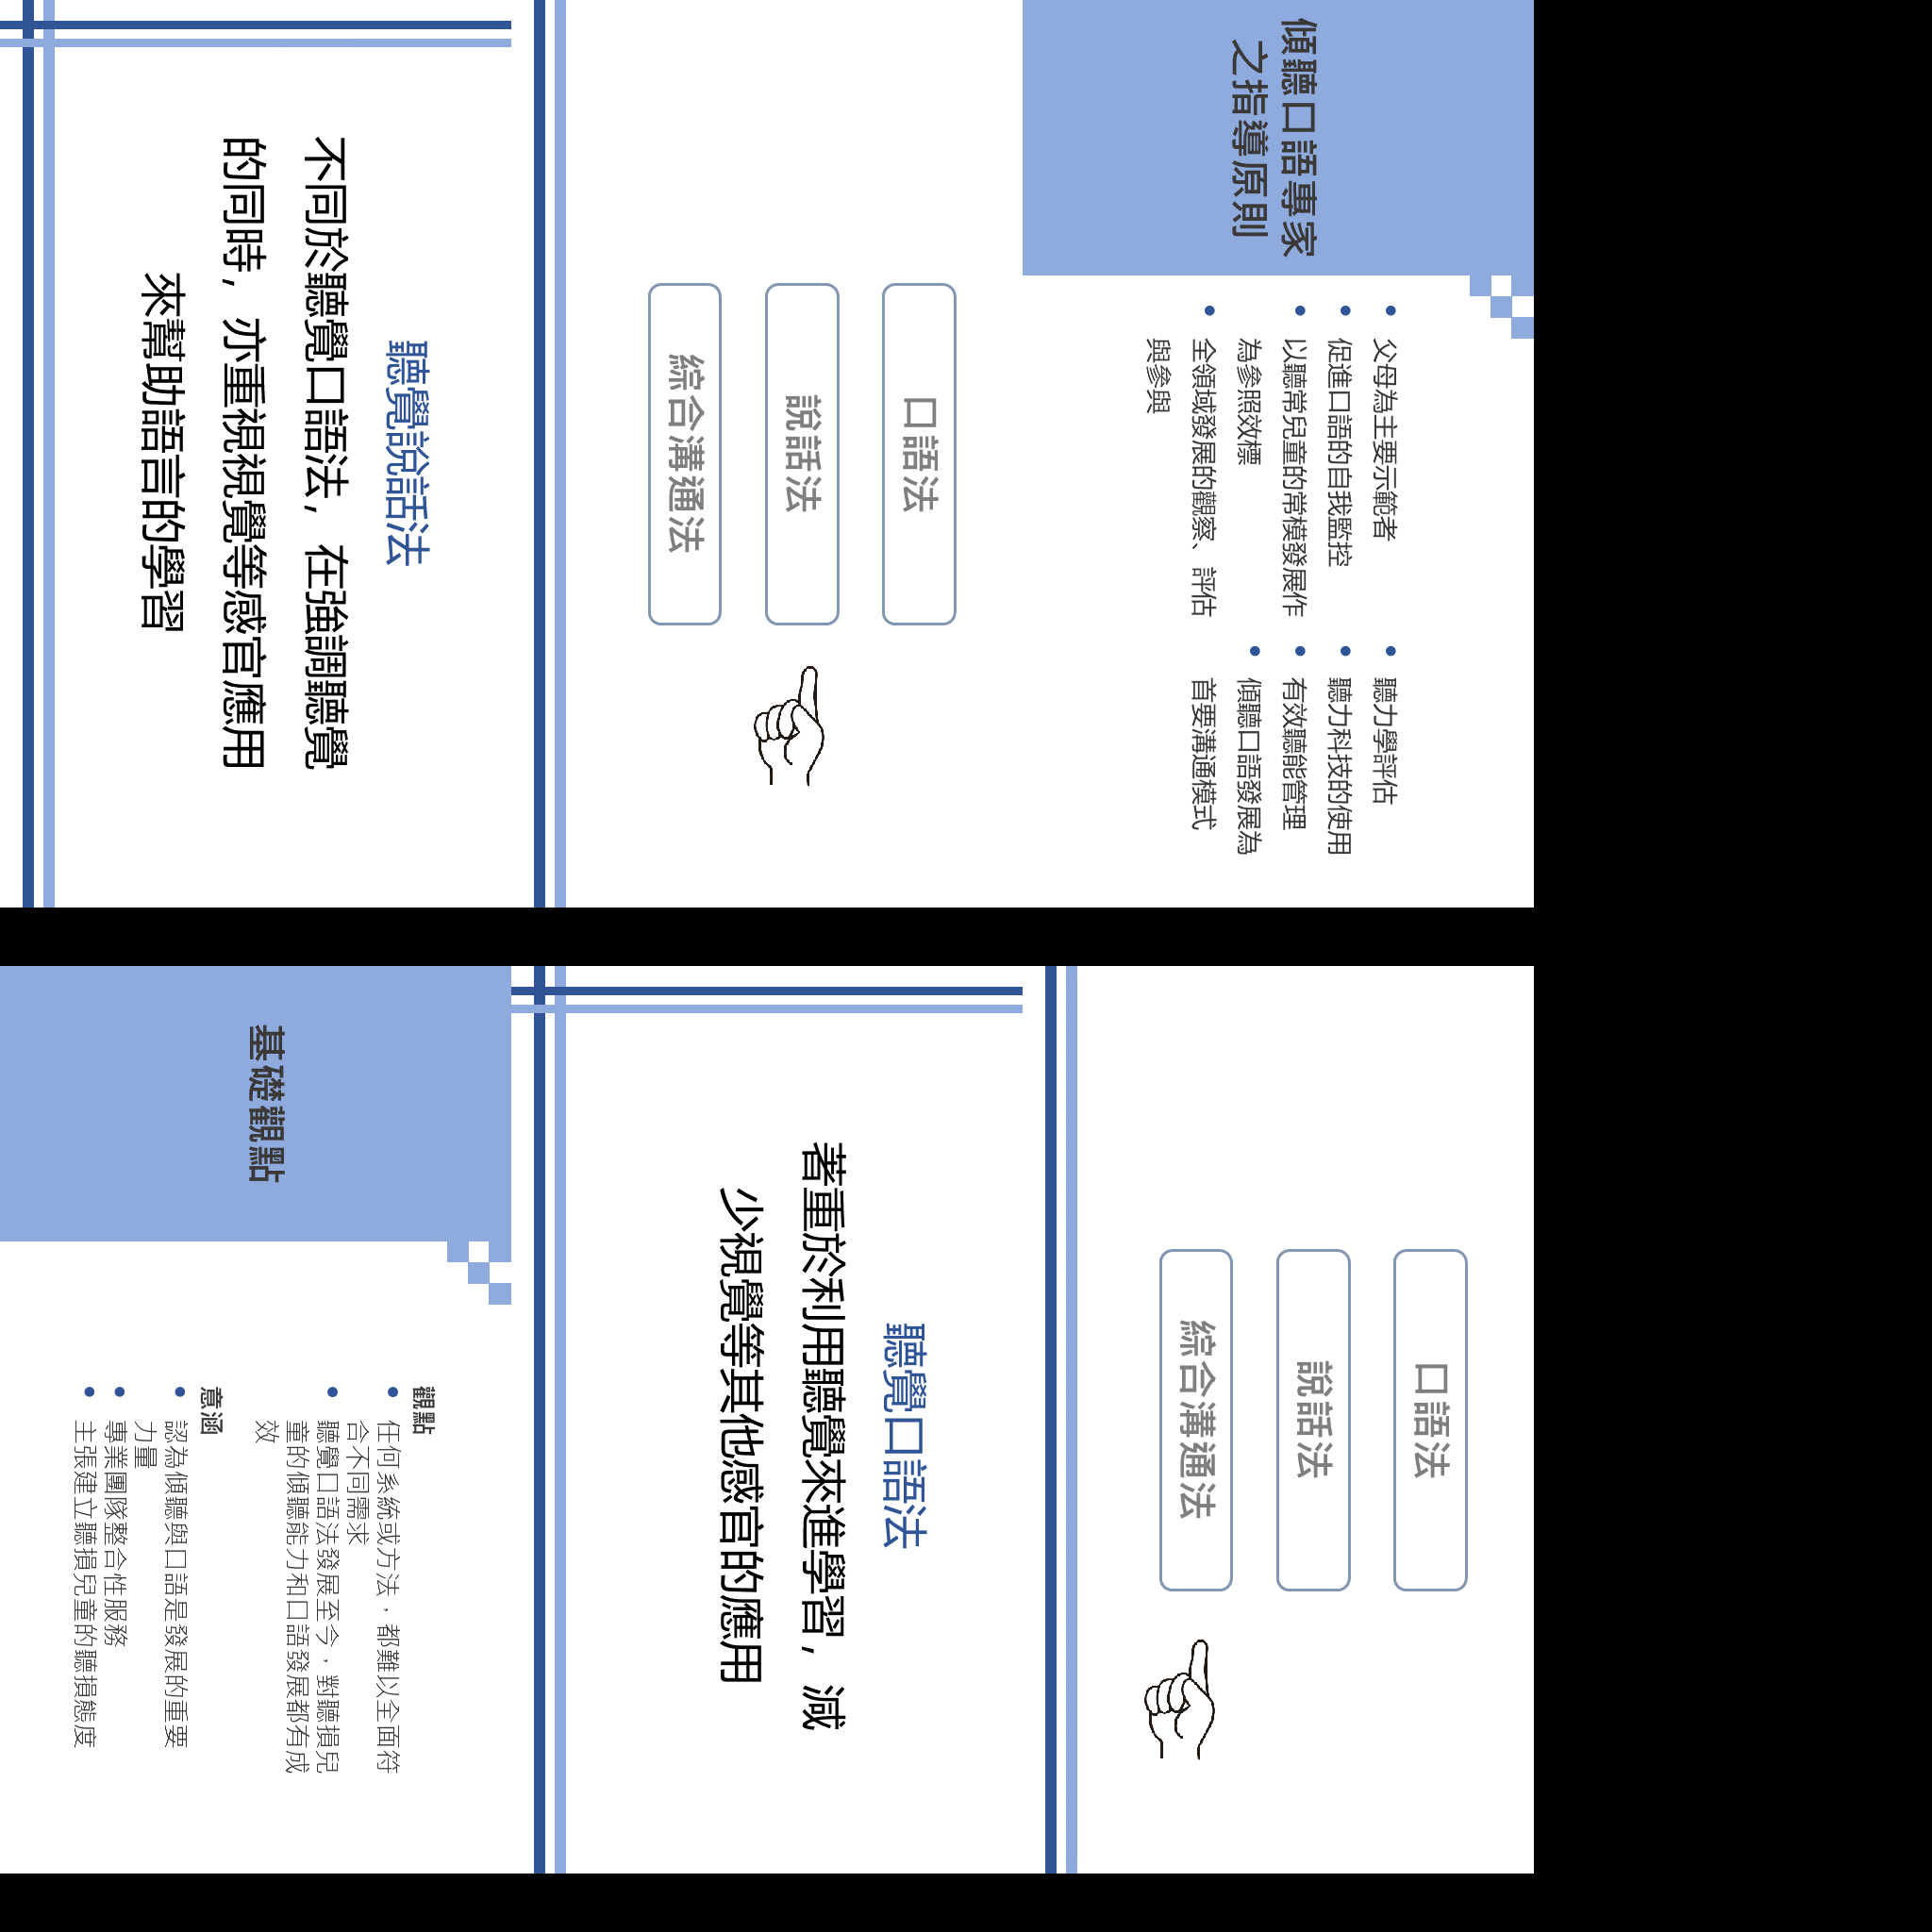 傾聽口語專家
之指導原則
父母為主要示範者
促進口語的自我監控
以聽常兒童的常模發展作
為參照效標
全領域發展的觀察、評估
與參與
聽力學評估
聽力科技的使用
有效聽能管理
傾聽口語發展為
首要溝通模式
口語法
說話法
綜合溝通法
聽覺說話法
不同於聽覺口語法，在強調聽覺
的同時，亦重視視覺等感官應用
來幫助語言的學習
口語法
說話法
綜合溝通法
聽覺口語法
著重於利用聽覺來進學習，減
少視覺等其他感官的應用
基礎觀點
觀點
任何系統或方法，都難以全面符
合不同需求
聽覺口語法發展至今，對聽損兒
童的傾聽能力和口語發展都有成
效
意涵
認為傾聽與口語是發展的重要
力量
專業團隊整合性服務
主張建立聽損兒童的聽損態度